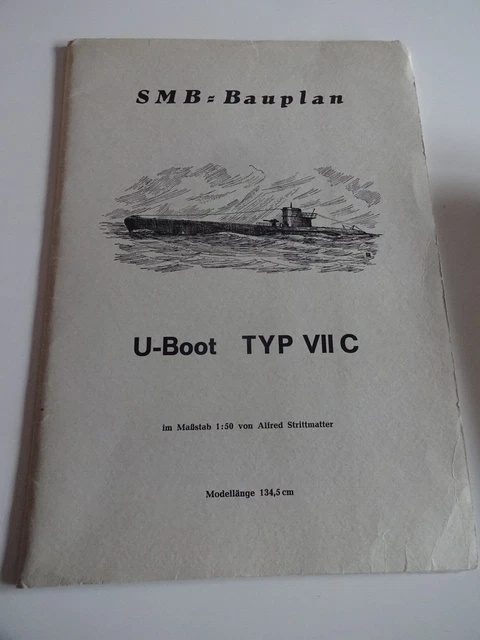 SMB=Bauplan
U-Boot TYP VII C
im Maßstab 1:50 von Alfred Strittmatter
Modellänge 134,5 cm